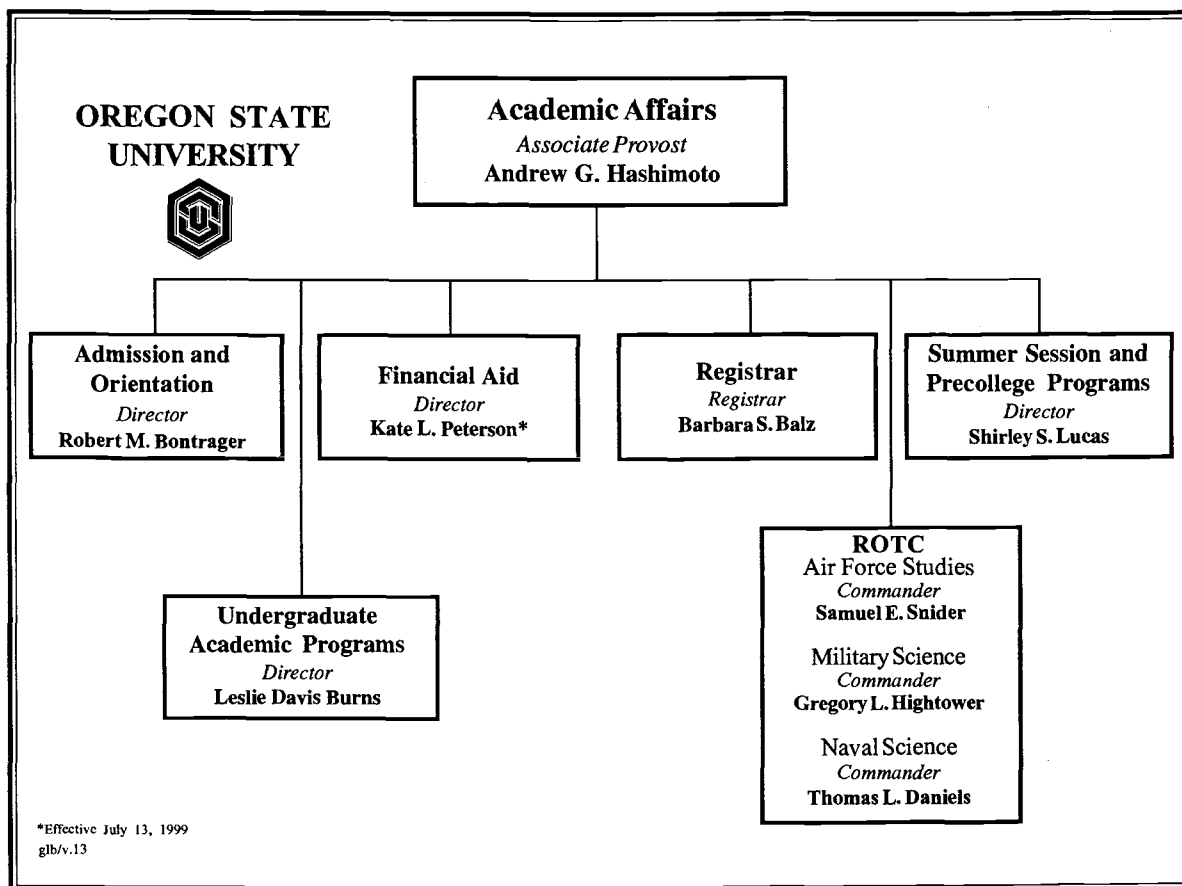 OREGON STATE
UNIVERSITY
OSU
Academic Affairs
Associate Provost
Andrew G. Hashimoto
Admission and
Orientation
Director
Robert M. Bontrager
Financial Aid
Director
Kate L. Peterson*
Registrar
Registrar
Barbara S. Balz
Summer Session and
Precollege Programs
Director
Shirley S. Lucas
Undergraduate
Academic Programs
Director
Leslie Davis Burns
ROTC
Air Force Studies
Commander
Samuel E. Snider
Military Science
Commander
Gregory L. Hightower
Naval Science
Commander
Thomas L. Daniels
*Effective July 13, 1999
glb/v.13